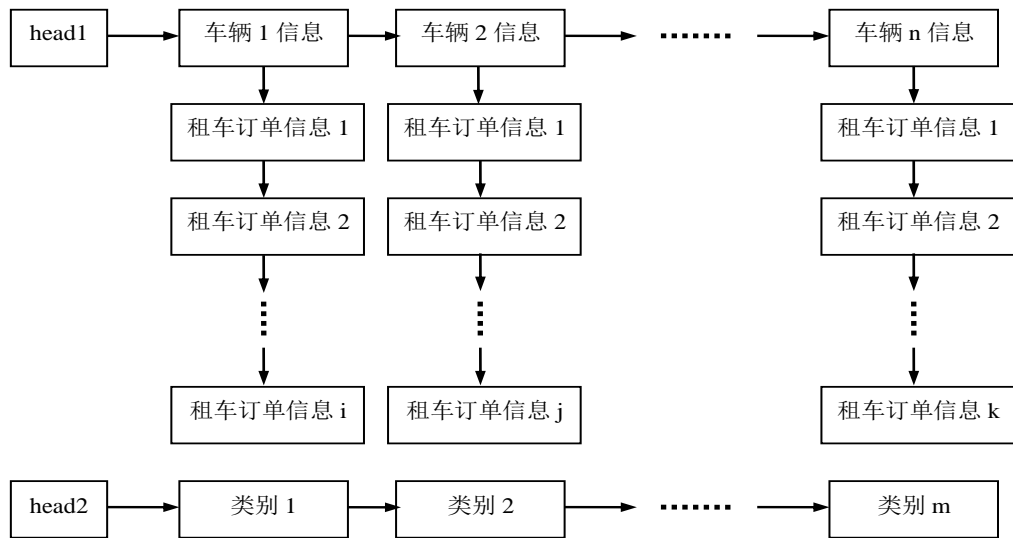 head1 车辆 1 信息 车辆 2 信息 车辆 n 信息
租车订单信息 1 租车订单信息 1 租车订单信息 1
租车订单信息 2 租车订单信息 2 租车订单信息 2
租车订单信息 i 租车订单信息 j 租车订单信息 k
head2 类别 1 类别 2 类别 m